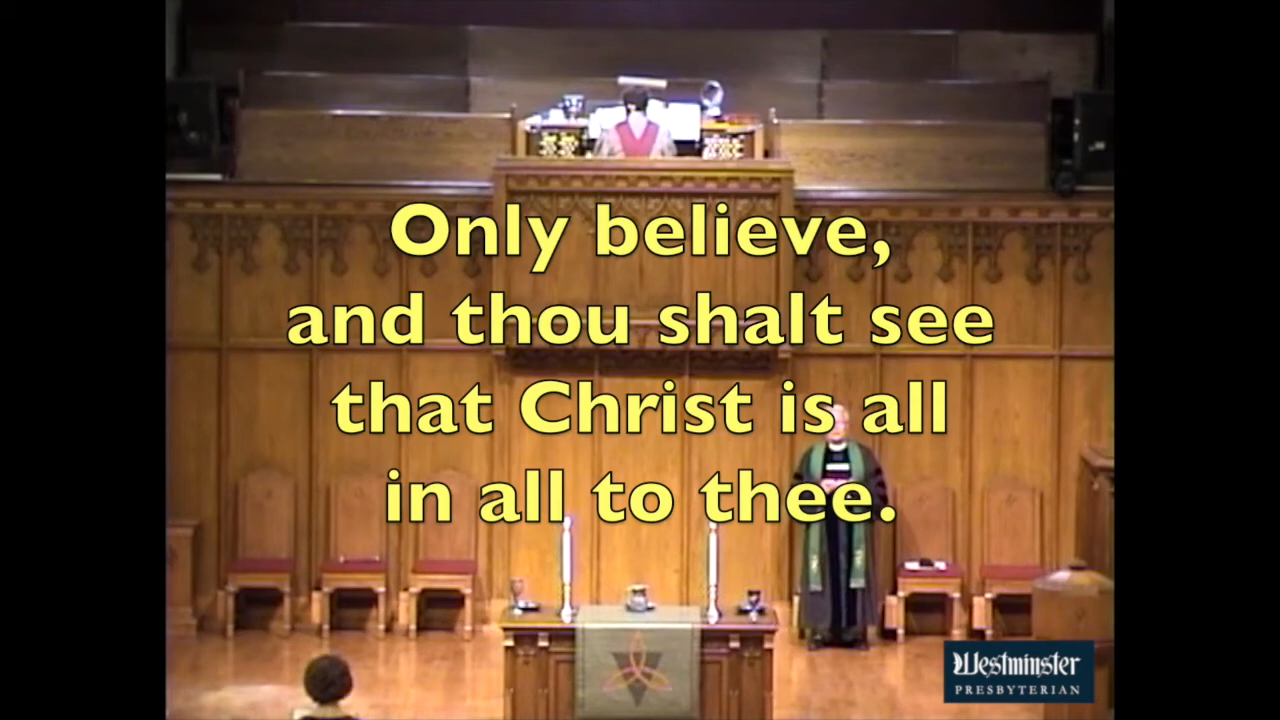 Only believe,
and thou shalt see
that Christ is all
in all to thee.
Westminster
PRESBYTERIAN